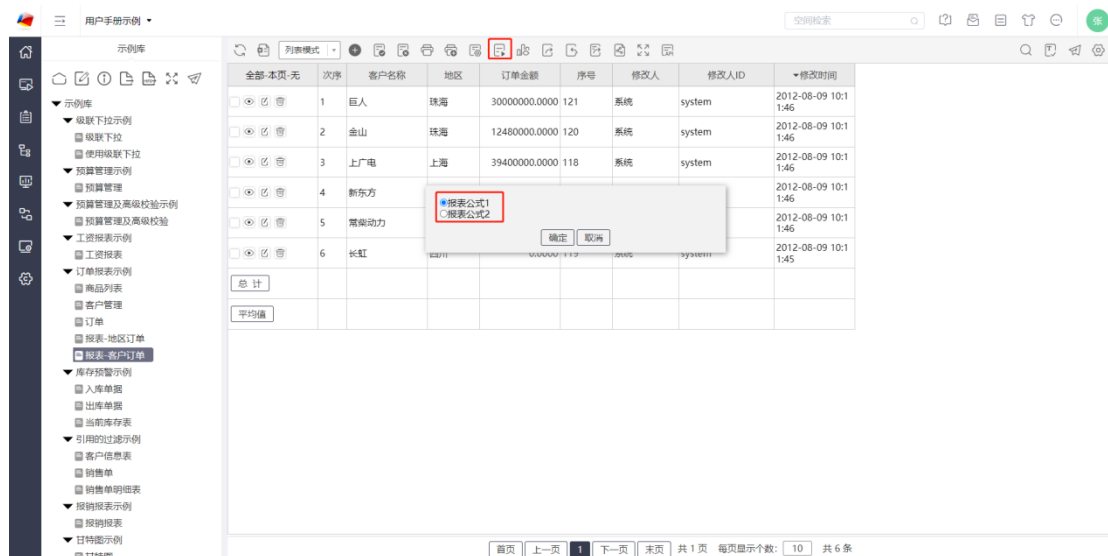 用户手册示例
空间检索
张
示例库
列表模式
示例库
级联下拉示例
级联下拉
使用级联下拉
预算管理示例
预算管理
预算管理及高级校验示例
预算管理及高级校验
工资报表示例
工资报表
订单报表示例
商品列表
客户管理
订单
报表-地区订单
报表-客户订单
库存预警示例
入库单据
出库单据
当前库存表
引用的过滤示例
客户信息表
销售单
销售单明细表
报销报表示例
报销报表
甘特图示例
甘特图
全部-本页-无 次序 客户名称 地区 订单金额 序号 修改人 修改人ID 修改时间
1 巨人 珠海 30000000.0000 121 系统 system 2012-08-09 10:1
1:46
2 金山 珠海 12480000.0000 120 系统 system 2012-08-09 10:1
1:46
3 上广电 上海 39400000.0000 118 系统 system 2012-08-09 10:1
1:46
4 新东方 2012-08-09 10:1
1:46
5 常柴动力 2012-08-09 10:1
1:46
6 长虹 四川 0.0000 119 系统 system 2012-08-09 10:1
1:45
总 计
平均值
报表公式1
报表公式2
确定 取消
首页 上一页 1 下一页 末页 共 1 页 每页显示个数: 10 共 6 条